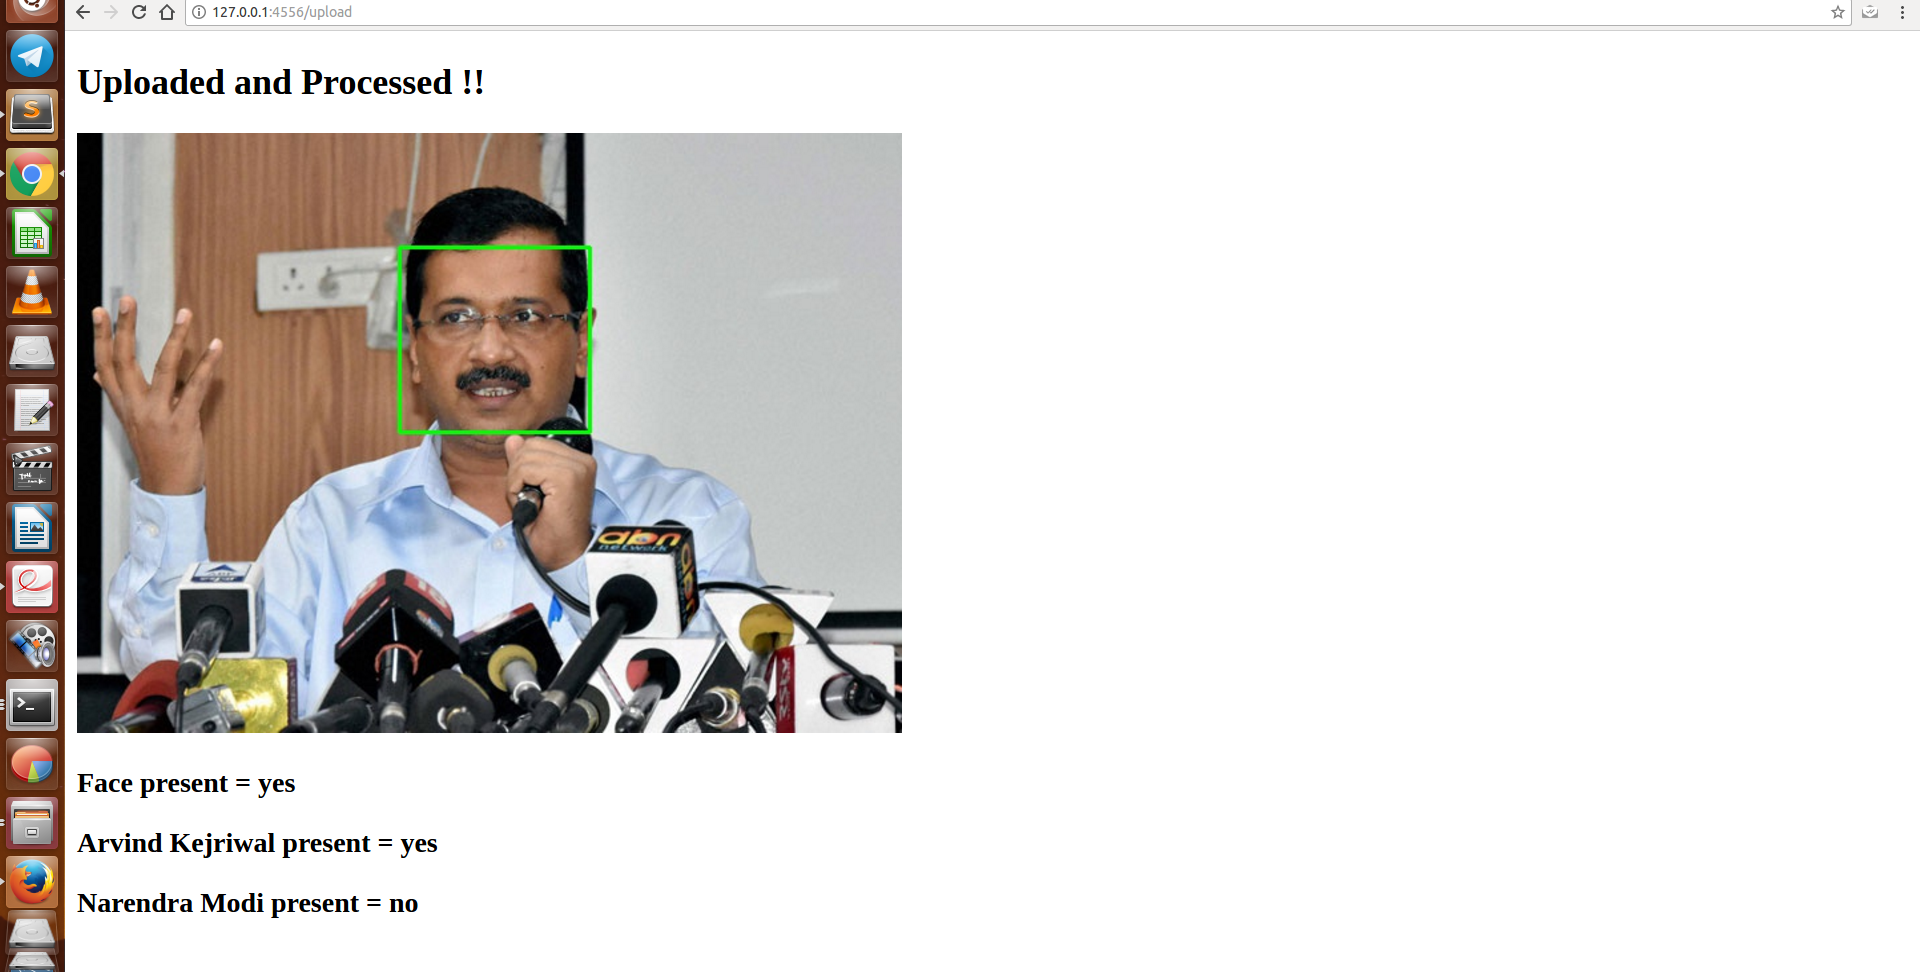 127.0.0.1:4556/upload
Uploaded and Processed !!
abn
network
Face present = yes
Arvind Kejriwal present = yes
Narendra Modi present = no